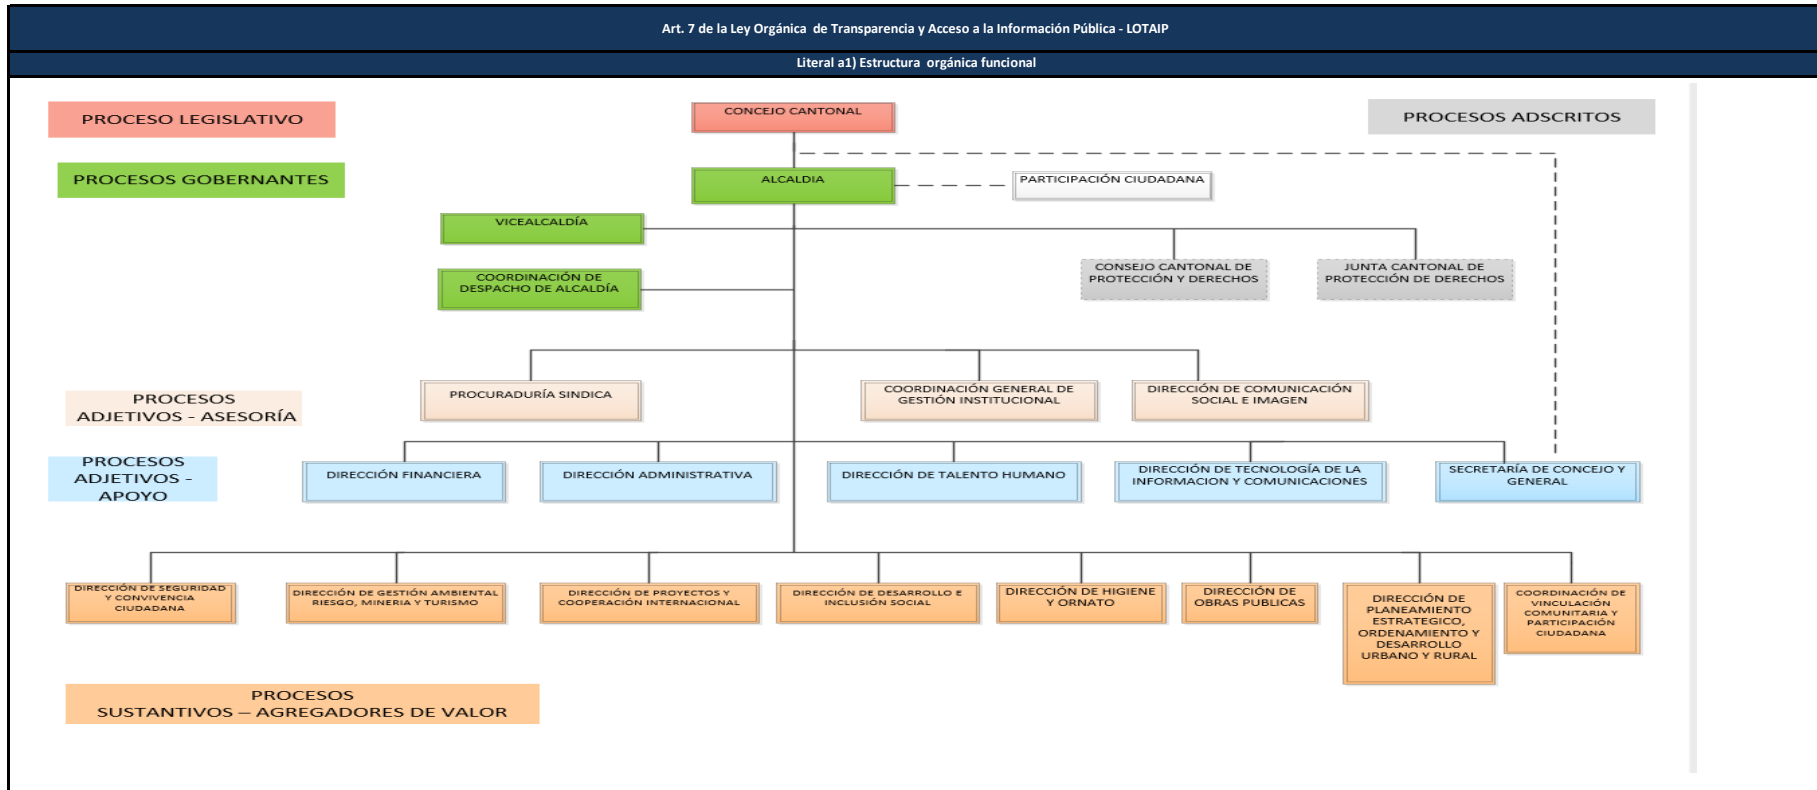 Art. 7 de la Ley Orgánica de Transparencia y Acceso a la Información Pública - LOTAIP
Literal a1) Estructura orgánica funcional
PROCESO LEGISLATIVO
CONCEJO CANTONAL
PROCESOS ADSCRITOS
PROCESOS GOBERNANTES
ALCALDIA
PARTICIPACIÓN CIUDADANA
VICEALCALDÍA
COORDINACIÓN DE
DESPACHO DE ALCALDÍA
CONSEJO CANTONAL DE
PROTECCIÓN Y DERECHOS
JUNTA CANTONAL DE
PROTECCIÓN DE DERECHOS
PROCESOS
ADJETIVOS - ASESORÍA
PROCURADURÍA SINDICA
COORDINACIÓN GENERAL DE
GESTIÓN INSTITUCIONAL
DIRECCIÓN DE COMUNICACIÓN
SOCIAL E IMAGEN
PROCESOS
ADJETIVOS -
APOYO
DIRECCIÓN FINANCIERA
DIRECCIÓN ADMINISTRATIVA
DIRECCIÓN DE TALENTO HUMANO
DIRECCIÓN DE TECNOLOGÍA DE LA
INFORMACION Y COMUNICACIONES
SECRETARÍA DE CONCEJO Y
GENERAL
DIRECCIÓN DE SEGURIDAD
Y CONVIVENCIA
CIUDADANA
DIRECCIÓN DE GESTIÓN AMBIENTAL
RIESGO, MINERIA Y TURISMO
DIRECCIÓN DE PROYECTOS Y
COOPERACIÓN INTERNACIONAL
DIRECCIÓN DE DESARROLLO E
INCLUSIÓN SOCIAL
DIRECCIÓN DE HIGIENE
Y ORNATO
DIRECCIÓN DE
OBRAS PUBLICAS
DIRECCIÓN DE
PLANEAMIENTO
ESTRATEGICO,
ORDENAMIENTO Y
DESARROLLO
URBANO Y RURAL
COORDINACIÓN DE
VINCULACIÓN
COMUNITARIA Y
PARTICIPACIÓN
CIUDADANA
PROCESOS
SUSTANTIVOS – AGREGADORES DE VALOR